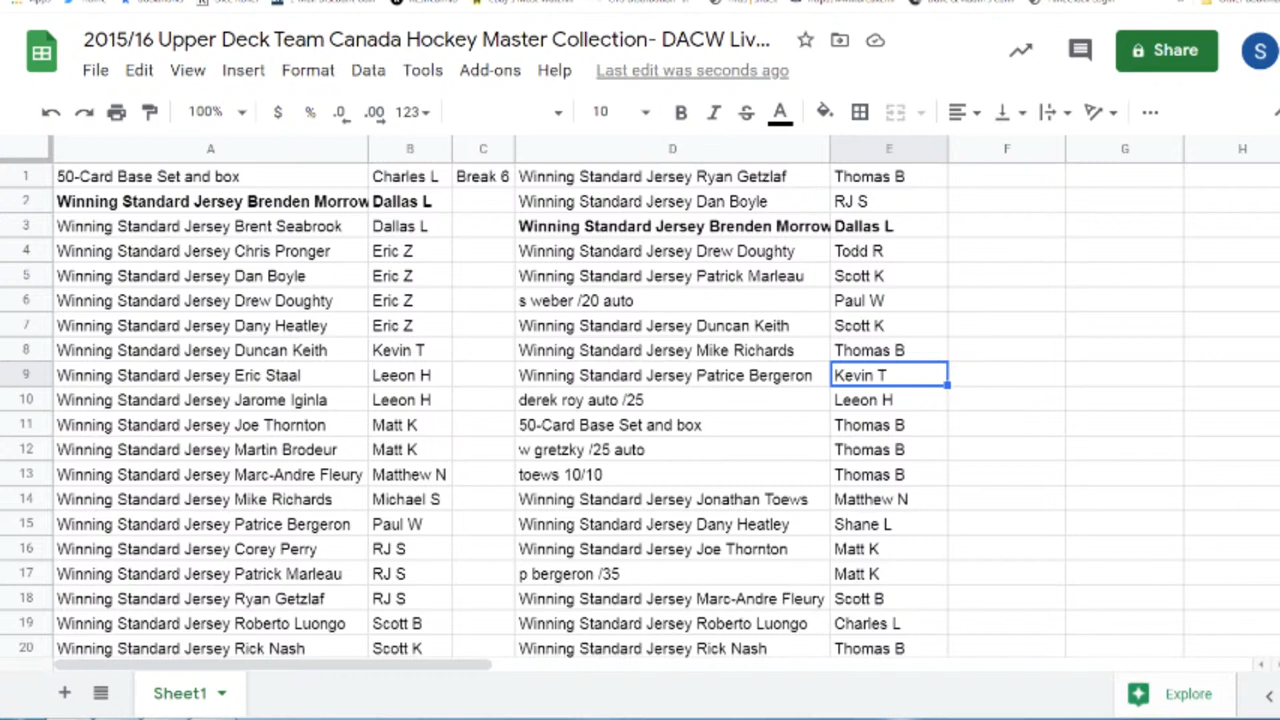 2015/16 Upper Deck Team Canada Hockey Master Collection- DACW Liv...
File Edit View Insert Format Data Tools Add-ons Help Last edit was seconds ago
Share
S
100% $ % .0 .00 123 10 B I S A ...
A B C D E F G H
1 50-Card Base Set and box Charles L Break 6 Winning Standard Jersey Ryan Getzlaf Thomas B
2 Winning Standard Jersey Brenden Morrow Dallas L Winning Standard Jersey Dan Boyle RJ S
3 Winning Standard Jersey Brent Seabrook Dallas L Winning Standard Jersey Brenden Morrow Dallas L
4 Winning Standard Jersey Chris Pronger Eric Z Winning Standard Jersey Drew Doughty Todd R
5 Winning Standard Jersey Dan Boyle Eric Z Winning Standard Jersey Patrick Marleau Scott K
6 Winning Standard Jersey Drew Doughty Eric Z s weber /20 auto Paul W
7 Winning Standard Jersey Dany Heatley Eric Z Winning Standard Jersey Duncan Keith Scott K
8 Winning Standard Jersey Duncan Keith Kevin T Winning Standard Jersey Mike Richards Thomas B
9 Winning Standard Jersey Eric Staal Leeon H Winning Standard Jersey Patrice Bergeron Kevin T
10 Winning Standard Jersey Jarome Iginla Leeon H derek roy auto /25 Leeon H
11 Winning Standard Jersey Joe Thornton Matt K 50-Card Base Set and box Thomas B
12 Winning Standard Jersey Martin Brodeur Matt K w gretzky /25 auto Thomas B
13 Winning Standard Jersey Marc-Andre Fleury Matthew N toews 10/10 Thomas B
14 Winning Standard Jersey Mike Richards Michael S Winning Standard Jersey Jonathan Toews Matthew N
15 Winning Standard Jersey Patrice Bergeron Paul W Winning Standard Jersey Dany Heatley Shane L
16 Winning Standard Jersey Corey Perry RJ S Winning Standard Jersey Joe Thornton Matt K
17 Winning Standard Jersey Patrick Marleau RJ S p bergeron /35 Matt K
18 Winning Standard Jersey Ryan Getzlaf RJ S Winning Standard Jersey Marc-Andre Fleury Scott B
19 Winning Standard Jersey Roberto Luongo Scott B Winning Standard Jersey Roberto Luongo Charles L
20 Winning Standard Jersey Rick Nash Scott K Winning Standard Jersey Rick Nash Thomas B
Sheet1
Explore